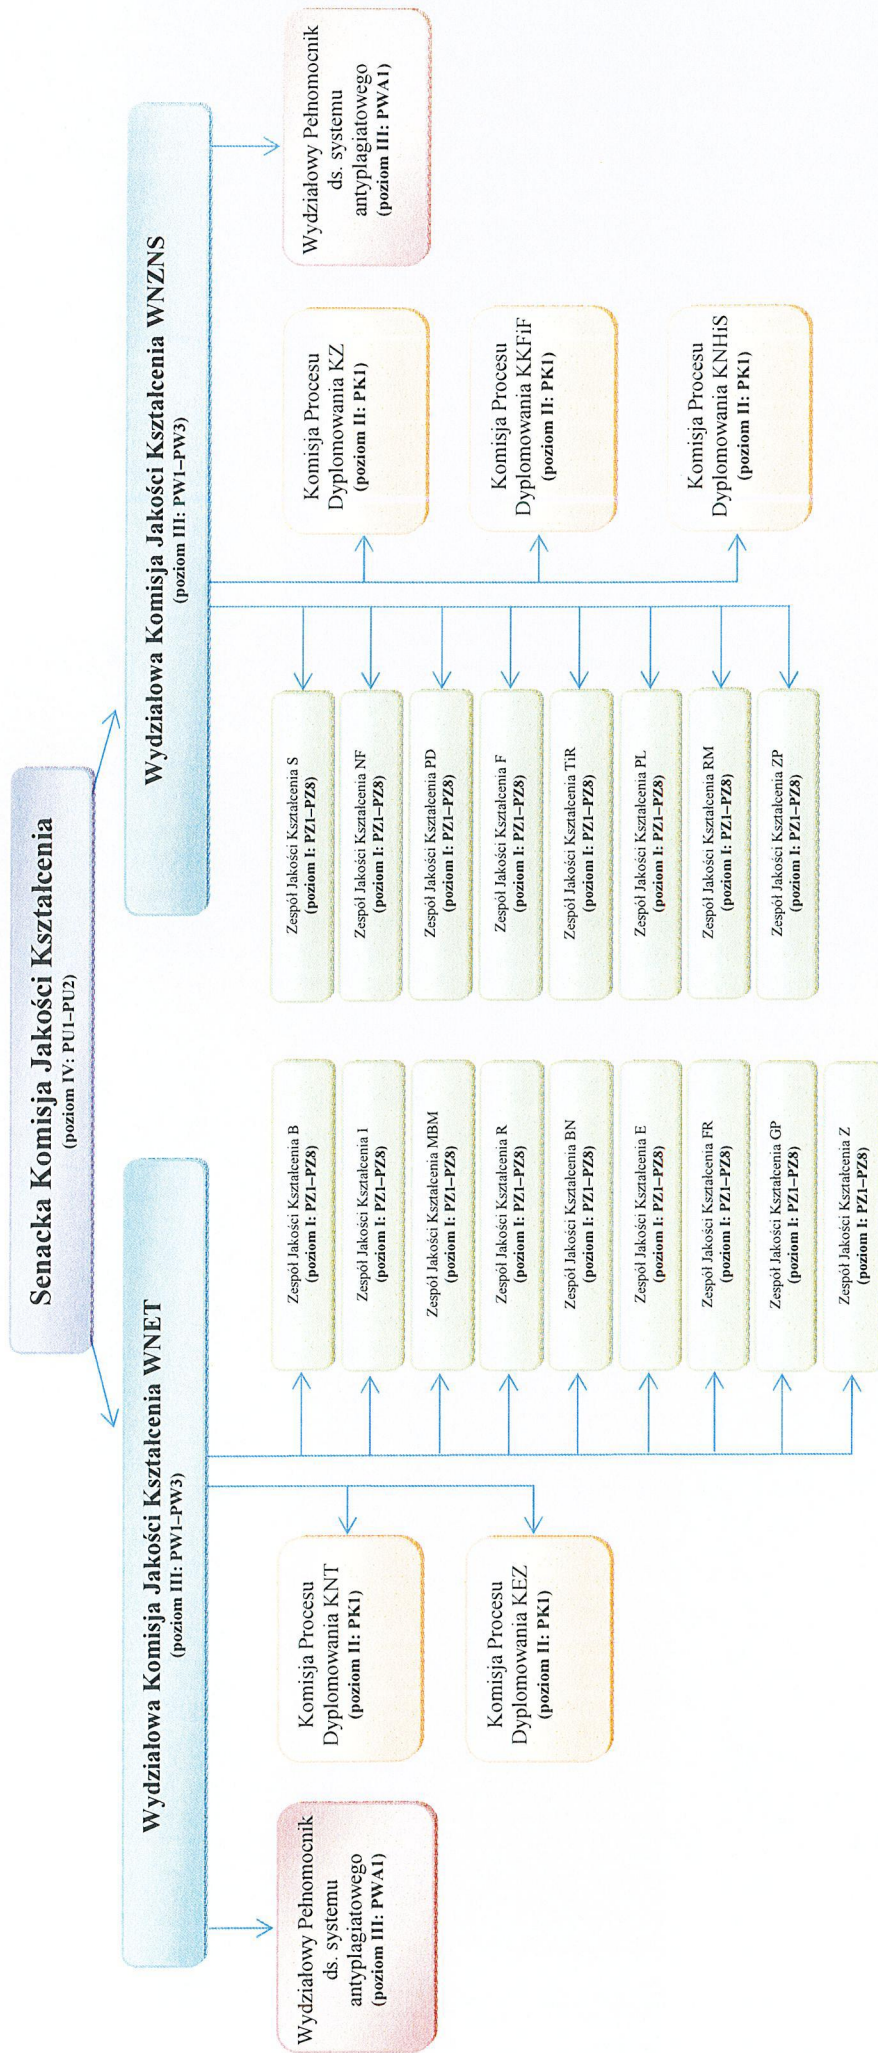 Senacka Komisja Jakości Kształcenia
(poziom IV: PU1–PU2)
Wydziałowa Komisja Jakości Kształcenia WNET
(poziom III: PW1–PW3)
Wydziałowa Komisja Jakości Kształcenia WNZNS
(poziom III: PW1–PW3)
Wydziałowy Pełnomocnik
ds. systemu
antyplagiatowego
(poziom III: PWA1)
Komisja Procesu
Dyplomowania KNT
(poziom II: PK1)
Komisja Procesu
Dyplomowania KEZ
(poziom II: PK1)
Zespół Jakości Kształcenia B
(poziom I: PZ1–PZ8)
Zespół Jakości Kształcenia I
(poziom I: PZ1–PZ8)
Zespół Jakości Kształcenia MBM
(poziom I: PZ1–PZ8)
Zespół Jakości Kształcenia R
(poziom I: PZ1–PZ8)
Zespół Jakości Kształcenia BN
(poziom I: PZ1–PZ8)
Zespół Jakości Kształcenia E
(poziom I: PZ1–PZ8)
Zespół Jakości Kształcenia FR
(poziom I: PZ1–PZ8)
Zespół Jakości Kształcenia GP
(poziom I: PZ1–PZ8)
Zespół Jakości Kształcenia Z
(poziom I: PZ1–PZ8)
Zespół Jakości Kształcenia S
(poziom I: PZ1–PZ8)
Zespół Jakości Kształcenia NF
(poziom I: PZ1–PZ8)
Zespół Jakości Kształcenia PD
(poziom I: PZ1–PZ8)
Zespół Jakości Kształcenia F
(poziom I: PZ1–PZ8)
Zespół Jakości Kształcenia TiR
(poziom I: PZ1–PZ8)
Zespół Jakości Kształcenia PL
(poziom I: PZ1–PZ8)
Zespół Jakości Kształcenia RM
(poziom I: PZ1–PZ8)
Zespół Jakości Kształcenia ZP
(poziom I: PZ1–PZ8)
Komisja Procesu
Dyplomowania KZ
(poziom II: PK1)
Komisja Procesu
Dyplomowania KKFiF
(poziom II: PK1)
Komisja Procesu
Dyplomowania KNHiS
(poziom II: PK1)
Wydziałowy Pełnomocnik
ds. systemu
antyplagiatowego
(poziom III: PWA1)